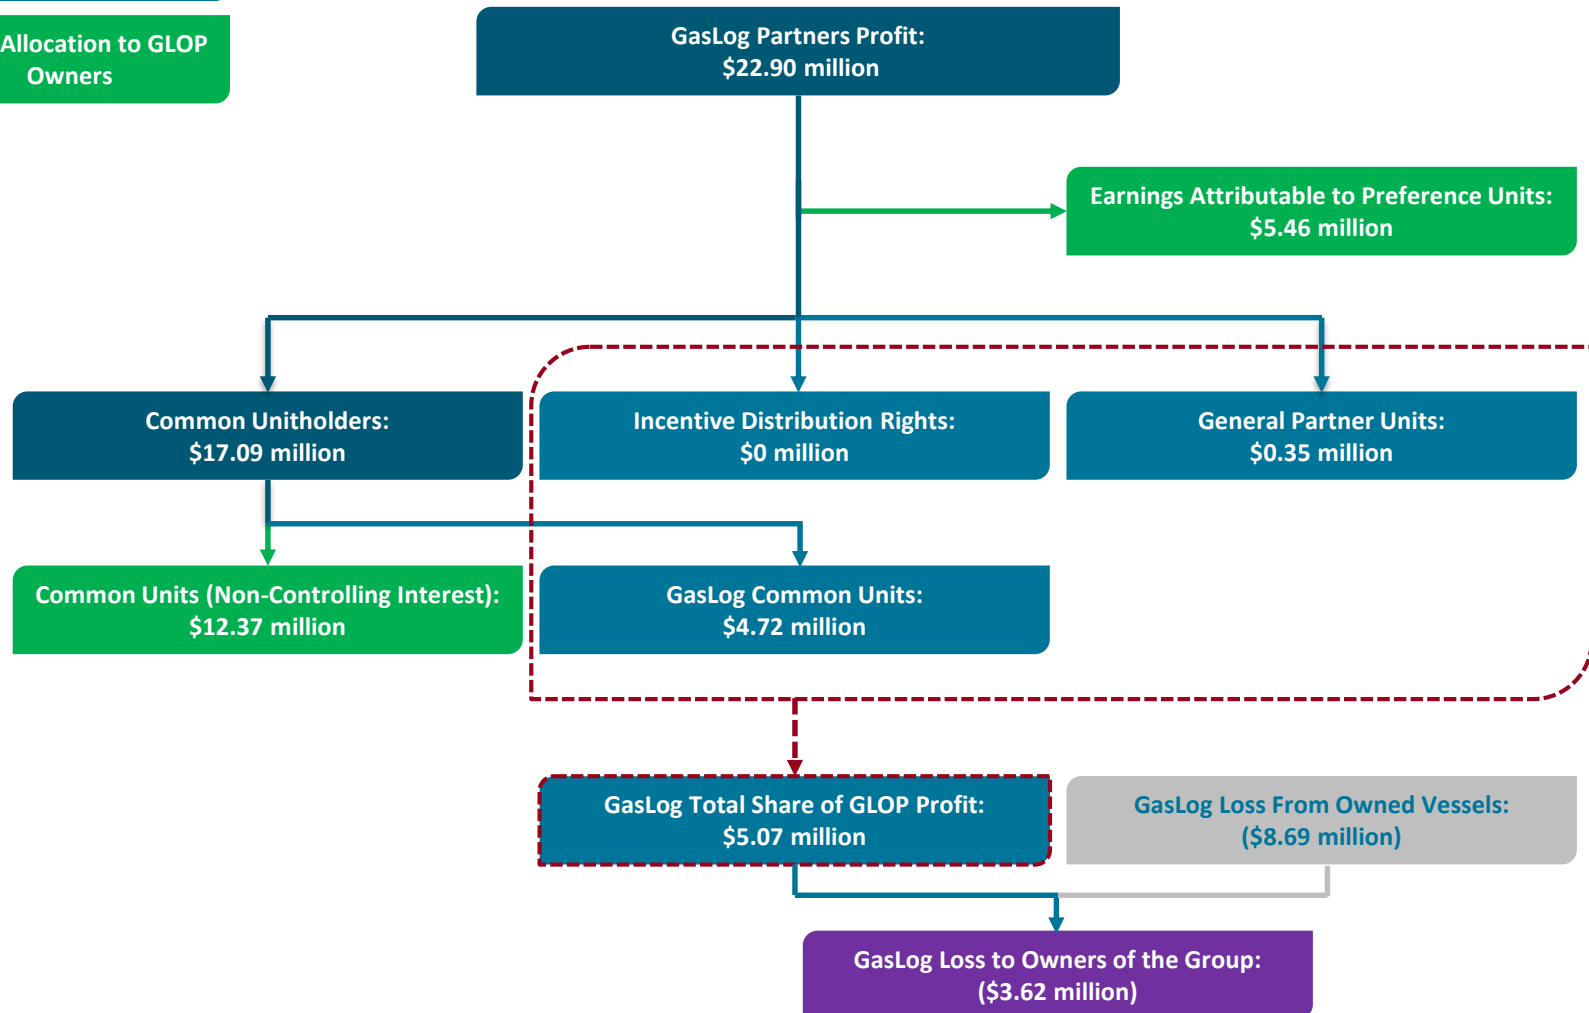 Allocation to GLOP
Owners
GasLog Partners Profit:
$22.90 million
Earnings Attributable to Preference Units:
$5.46 million
Common Unitholders:
$17.09 million
Incentive Distribution Rights:
$0 million
General Partner Units:
$0.35 million
Common Units (Non-Controlling Interest):
$12.37 million
GasLog Common Units:
$4.72 million
GasLog Total Share of GLOP Profit:
$5.07 million
GasLog Loss From Owned Vessels:
($8.69 million)
GasLog Loss to Owners of the Group:
($3.62 million)